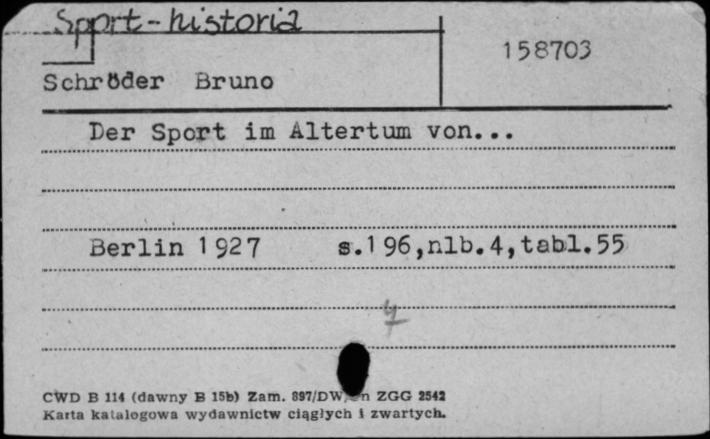 Sport-historia
158703
Schröder Bruno
Der Sport im Altertum von...
Berlin 1927 s.196,nlb.4,tabl.55
4
CWD B 114 (dawny B 15b) Zam. 897/DW/ n ZGG 2542
Karta katalogowa wydawnictw ciągłych i zwartych.